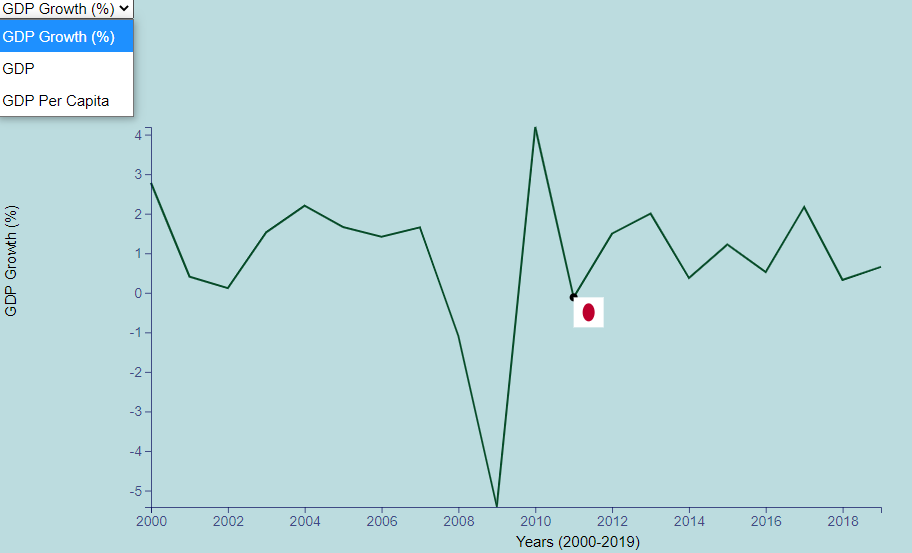 GDP Growth (%)
GDP Growth (%)
GDP
GDP Per Capita
4
3
2
1
0
-1
-2
-3
-4
-5
GDP Growth (%)
2000 2002 2004 2006 2008 2010 2012 2014 2016 2018
Years (2000-2019)